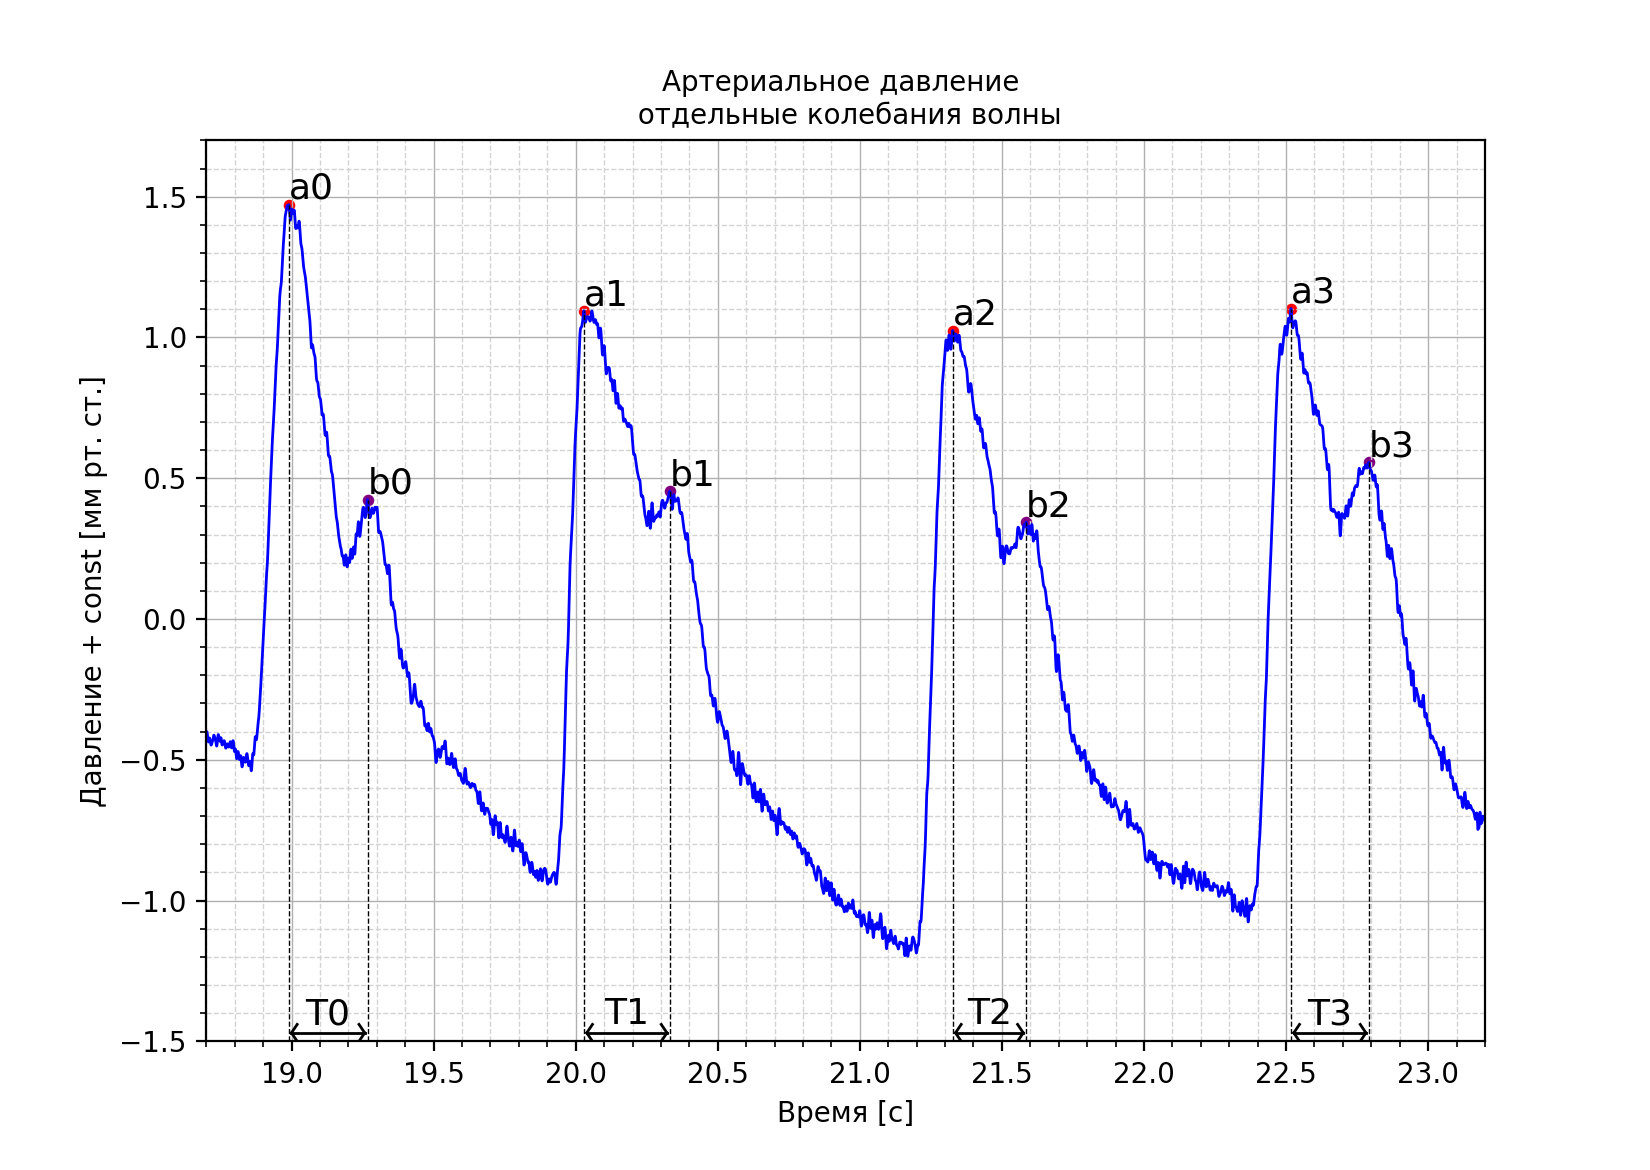 Артериальное давление
отдельные колебания волны
Давление + const [мм рт. ст.]
1.5
1.0
0.5
0.0
−0.5
−1.0
−1.5
a0
b0
a1
b1
a2
b2
a3
b3
T0
T1
T2
T3
19.0 19.5 20.0 20.5 21.0 21.5 22.0 22.5 23.0
Время [с]